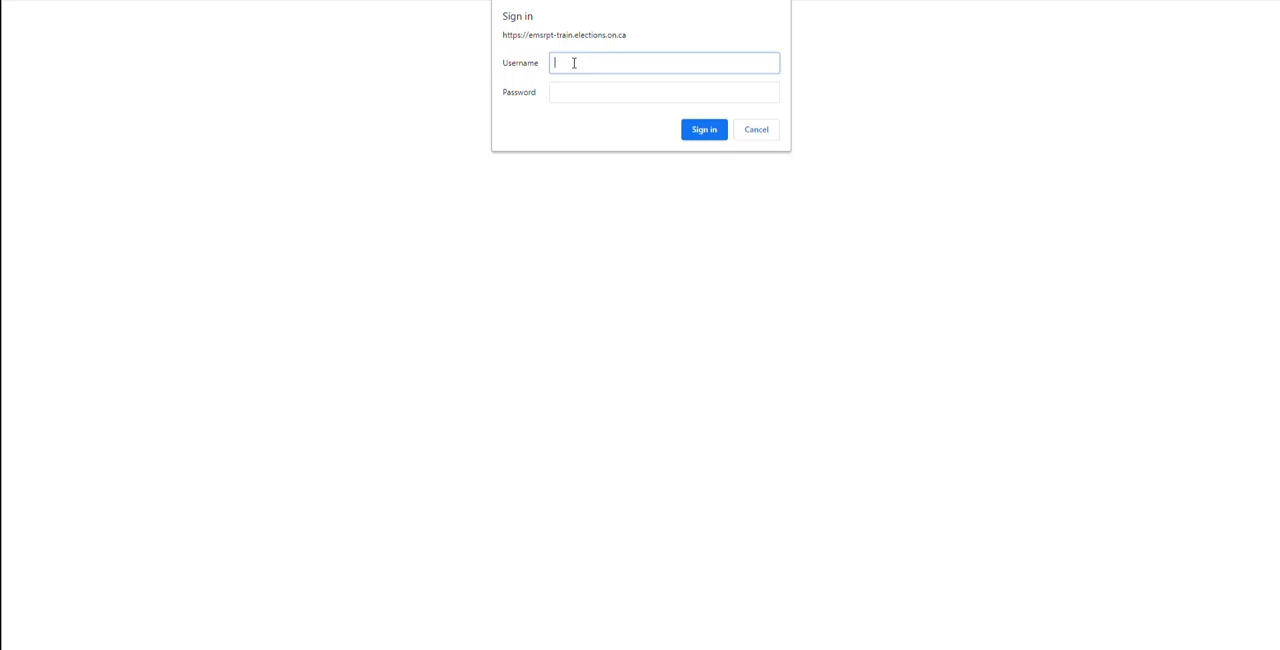 Sign in
https://emsrpt-train.elections.on.ca
Username
Password
Sign in Cancel